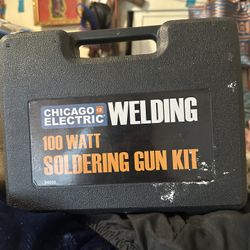 CHICAGO
ELECTRIC
WELDING
100 WATT
SOLDERING GUN KIT